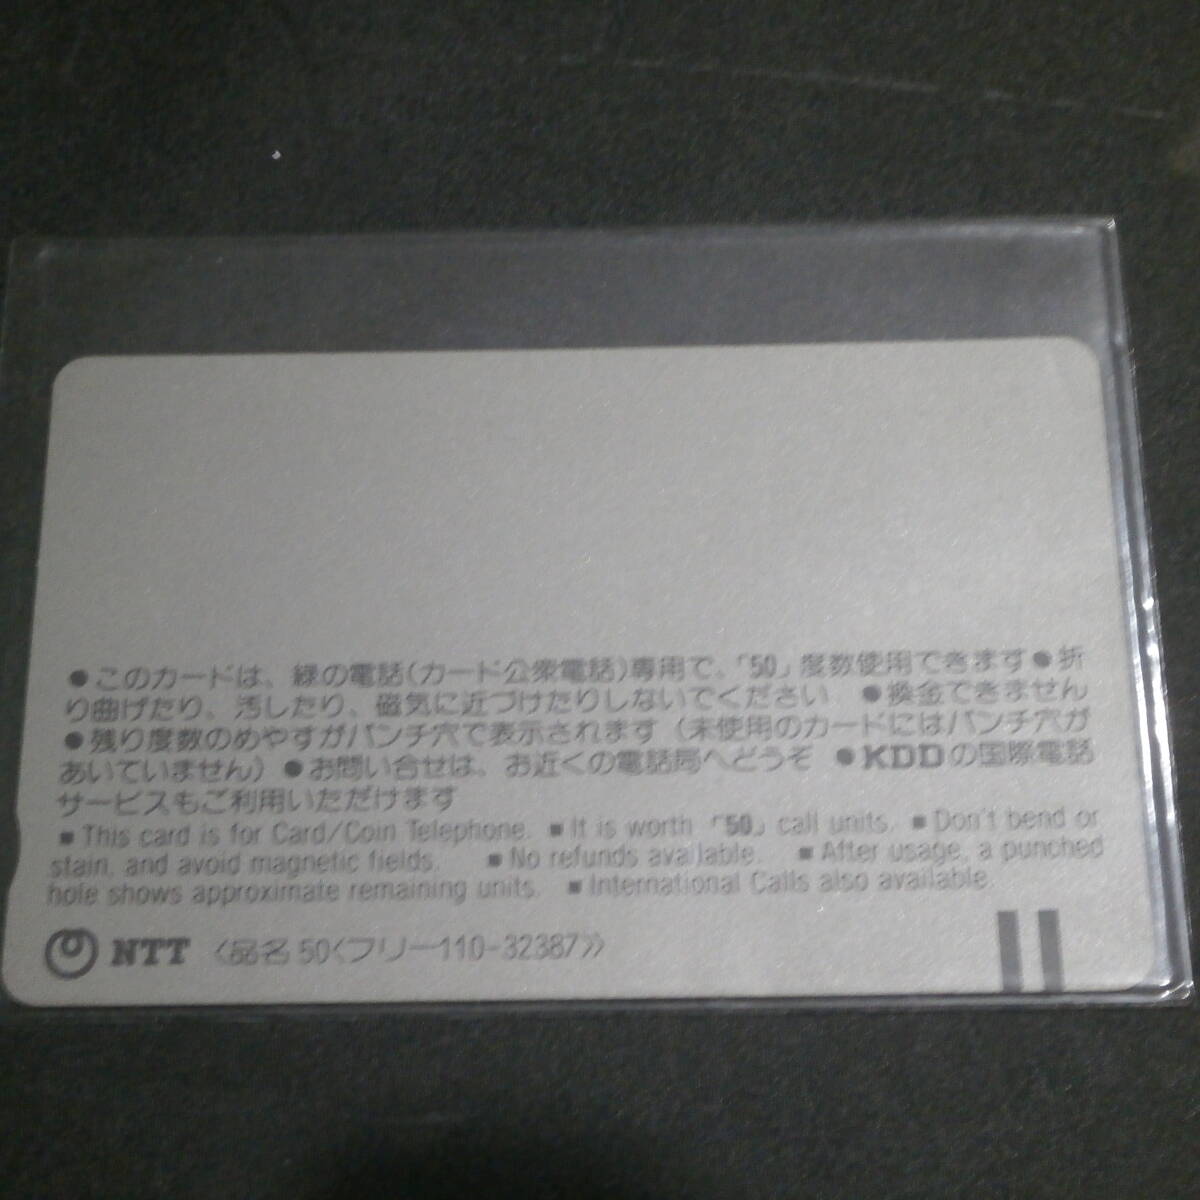 ●このカードは、緑の電話(カード公衆電話)専用で、「50」度数使用できます●折
り曲げたり、汚したり、磁気に近づけたりしないでください ●換金できません
●残り度数のめやすがパンチ穴で表示されます(未使用のカードにはパンチ穴が
あいていません) ●お問い合せは、お近くの電話局へどうぞ ●KDDの国際電話
サービスもご利用いただけます
■This card is for Card/Coin Telephone. ■It is worth 「50」 call units. ■Don't bend or
stain, and avoid magnetic fields. ■No refunds available. ■After usage, a punched
hole shows approximate remaining units. ■International Calls also available.
NTT 〈品名 50〈フリー110-32387〉〉